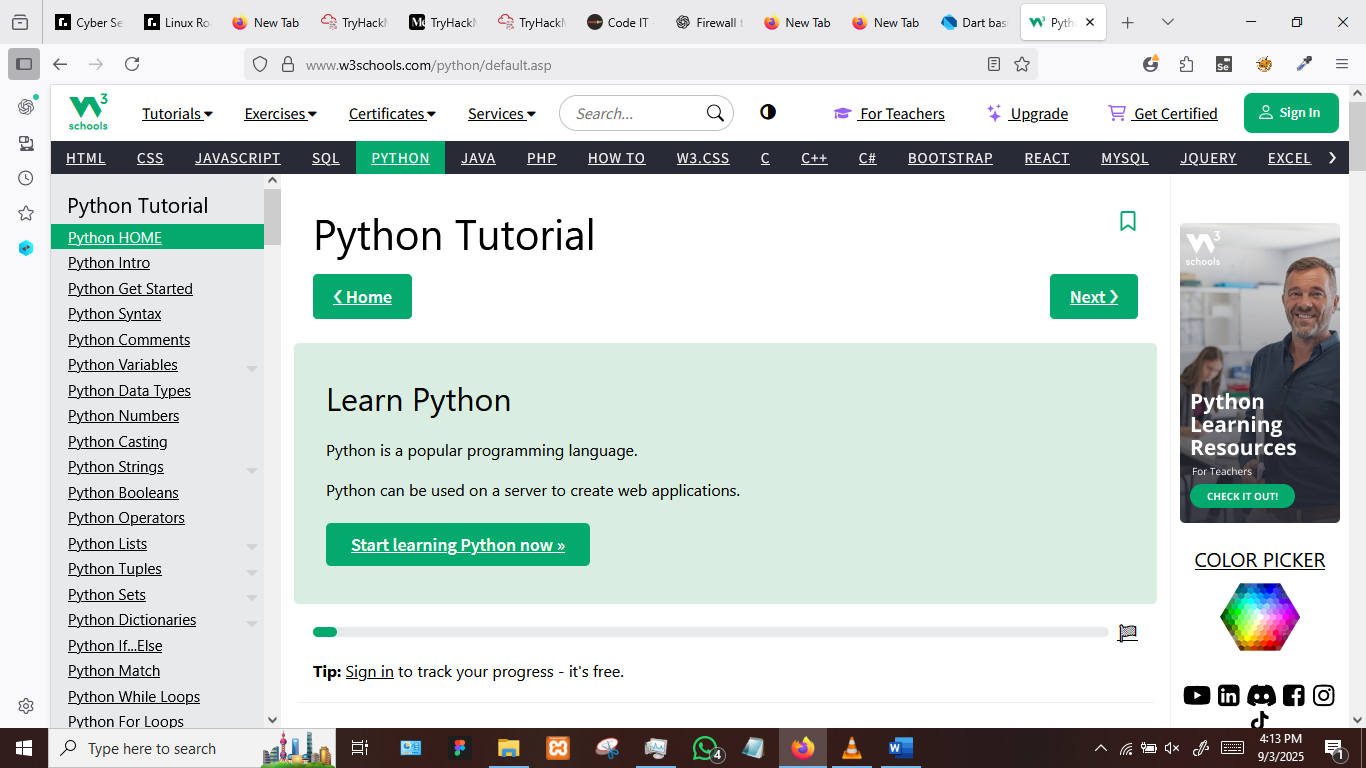 Cyber Se
Linux Ro
New Tab
TryHackM
TryHackM
TryHackM
Code IT -
Firewall t
New Tab
New Tab
Dart basi
Pytho
www.w3schools.com/python/default.asp
3
schools
Tutorials
Exercises
Certificates
Services
Search...
For Teachers
Upgrade
Get Certified
Sign In
HTML
CSS
JAVASCRIPT
SQL
PYTHON
JAVA
PHP
HOW TO
W3.CSS
C
C++
C#
BOOTSTRAP
REACT
MYSQL
JQUERY
EXCEL
Python Tutorial
Python HOME
Python Intro
Python Get Started
Python Syntax
Python Comments
Python Variables
Python Data Types
Python Numbers
Python Casting
Python Strings
Python Booleans
Python Operators
Python Lists
Python Tuples
Python Sets
Python Dictionaries
Python If...Else
Python Match
Python While Loops
Python For Loops
Python Tutorial
❮ Home
Next ❯
Learn Python
Python is a popular programming language.
Python can be used on a server to create web applications.
Start learning Python now »
Tip: Sign in to track your progress - it's free.
3
schools
Python
Learning
Resources
For Teachers
CHECK IT OUT!
COLOR PICKER
Type here to search
4
4:13 PM
9/3/2025
1